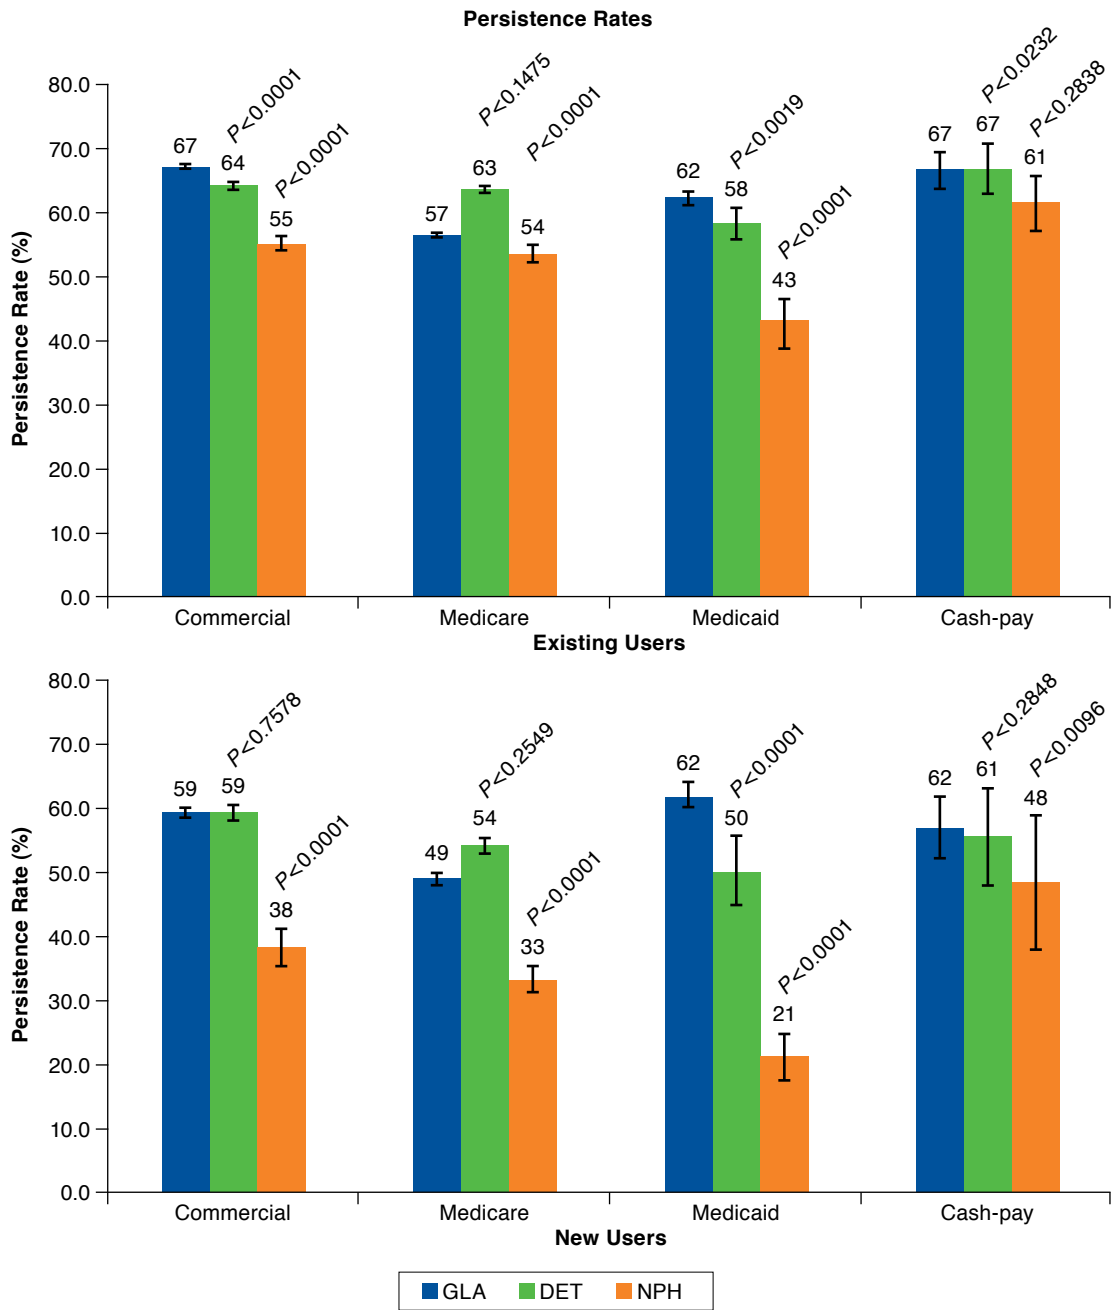 Persistence Rates
Persistence Rate (%)
80.0
70.0
60.0
50.0
40.0
30.0
20.0
10.0
0.0
67
64
P<0.0001
55
P<0.0001
57
63
P<0.1475
54
P<0.0001
62
58
P<0.0019
43
P<0.0001
67
67
P<0.0232
61
P<0.2838
Commercial
Medicare
Medicaid
Cash-pay
Existing Users
Persistence Rate (%)
80.0
70.0
60.0
50.0
40.0
30.0
20.0
10.0
0.0
59
59
P<0.7578
38
P<0.0001
49
54
P<0.2549
33
P<0.0001
62
50
P<0.0001
21
P<0.0001
62
61
P<0.2848
48
P<0.0096
Commercial
Medicare
Medicaid
Cash-pay
New Users
GLA DET NPH